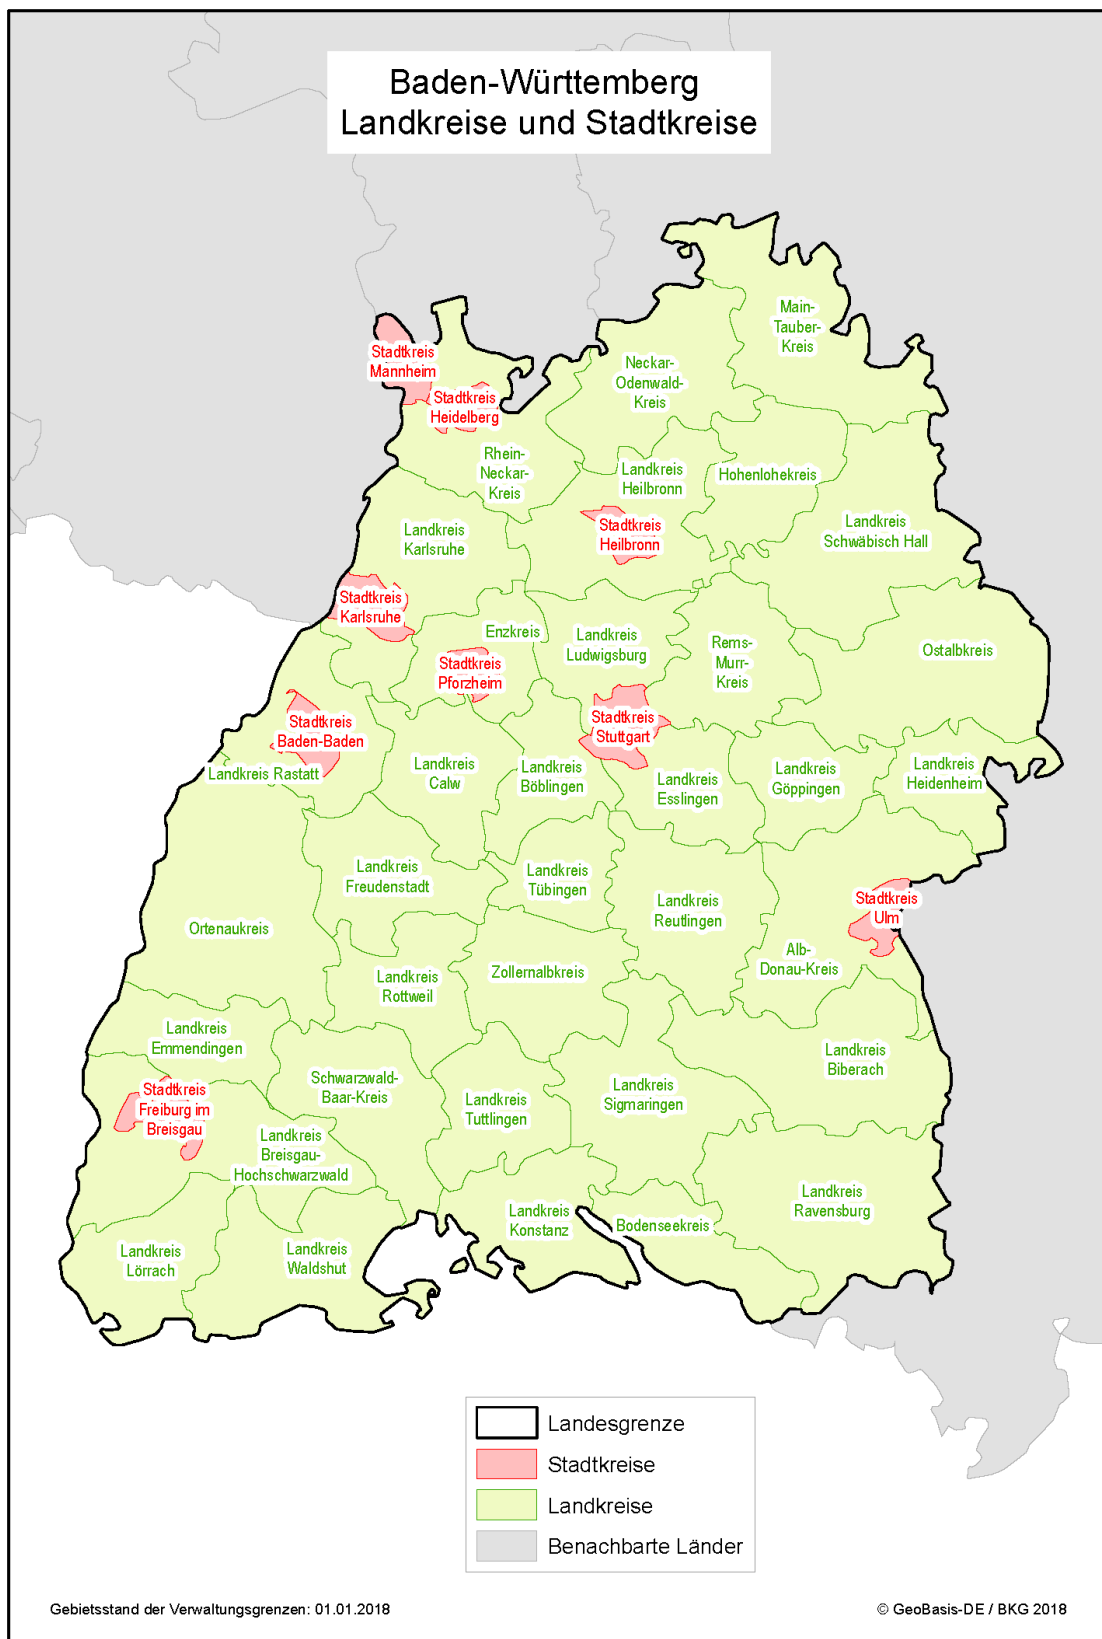 Baden-Württemberg
Landkreise und Stadtkreise
Main-
Tauber-
Kreis
Stadtkreis
Mannheim
Neckar-
Odenwald-
Kreis
Stadtkreis
Heidelberg
Rhein-
Neckar-
Kreis
Landkreis
Heilbronn
Hohenlohekreis
Landkreis
Karlsruhe
Stadtkreis
Heilbronn
Landkreis
Schwäbisch Hall
Stadtkreis
Karlsruhe
Enzkreis
Landkreis
Ludwigsburg
Rems-
Murr-
Kreis
Ostalbkreis
Stadtkreis
Pforzheim
Stadtkreis
Baden-Baden
Stadtkreis
Stuttgart
Landkreis Rastatt
Landkreis
Calw
Landkreis
Böblingen
Landkreis
Esslingen
Landkreis
Göppingen
Landkreis
Heidenheim
Landkreis
Freudenstadt
Landkreis
Tübingen
Landkreis
Reutlingen
Stadtkreis
Ulm
Ortenaukreis
Alb-
Donau-Kreis
Landkreis
Rottweil
Zollernalbkreis
Landkreis
Emmendingen
Landkreis
Biberach
Stadtkreis
Freiburg im
Breisgau
Schwarzwald-
Baar-Kreis
Landkreis
Tuttlingen
Landkreis
Sigmaringen
Landkreis
Breisgau-
Hochschwarzwald
Landkreis
Konstanz
Bodenseekreis
Landkreis
Ravensburg
Landkreis
Lörrach
Landkreis
Waldshut
Landesgrenze
Stadtkreise
Landkreise
Benachbarte Länder
Gebietsstand der Verwaltungsgrenzen: 01.01.2018
© GeoBasis-DE / BKG 2018